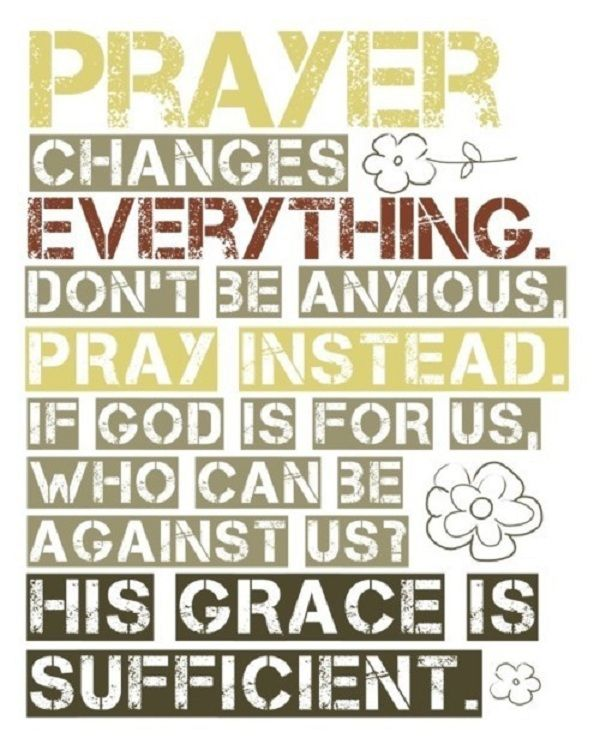 PRAYER
CHANGES
EVERYTHING.
DON'T BE ANXIOUS,
PRAY INSTEAD.
IF GOD IS FOR US,
WHO CAN BE
AGAINST US?
HIS GRACE IS
SUFFICIENT.